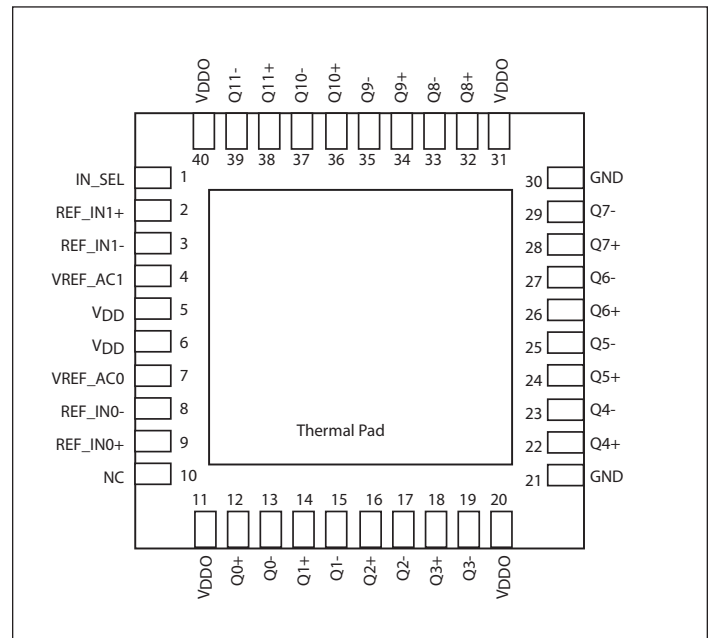 VDDO Q11- Q11+ Q10- Q10+ Q9- Q9+ Q8- Q8+ VDDO
40 39 38 37 36 35 34 33 32 31
IN_SEL 1
REF_IN1+ 2
REF_IN1- 3
VREF_AC1 4
VDD 5
VDD 6
VREF_AC0 7
REF_IN0- 8
REF_IN0+ 9
NC 10
30 GND
29 Q7-
28 Q7+
27 Q6-
26 Q6+
25 Q5-
24 Q5+
23 Q4-
22 Q4+
21 GND
Thermal Pad
11 12 13 14 15 16 17 18 19 20
VDDO Q0+ Q0- Q1+ Q1- Q2+ Q2- Q3+ Q3- VDDO